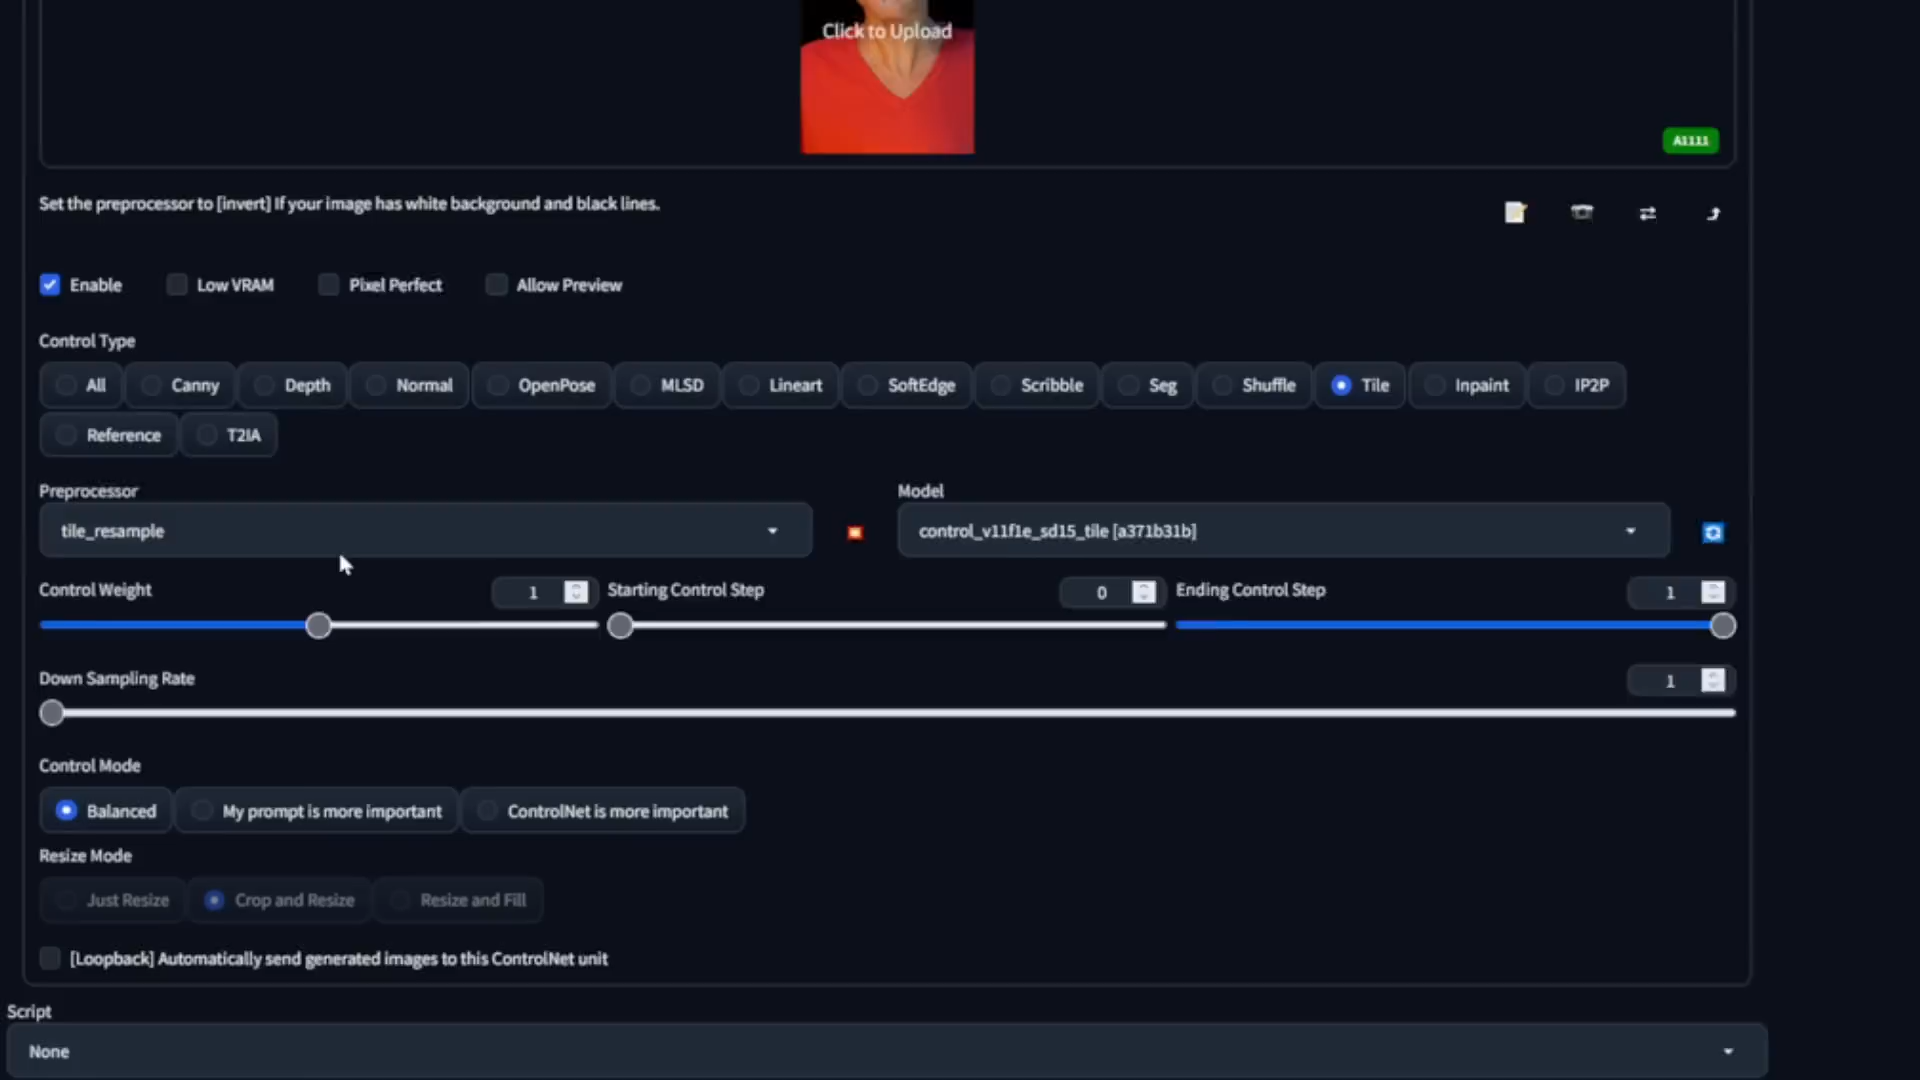 Click to Upload
A1111
Set the preprocessor to [invert] If your image has white background and black lines.
Enable Low VRAM Pixel Perfect Allow Preview
Control Type
All Canny Depth Normal OpenPose MLSD Lineart SoftEdge Scribble Seg Shuffle Tile Inpaint IP2P
Reference T2IA
Preprocessor Model
tile_resample control_v11f1e_sd15_tile [a371b31b]
Control Weight 1 Starting Control Step 0 Ending Control Step 1
Down Sampling Rate 1
Control Mode
Balanced My prompt is more important ControlNet is more important
Resize Mode
Just Resize Crop and Resize Resize and Fill
[Loopback] Automatically send generated images to this ControlNet unit
Script
None